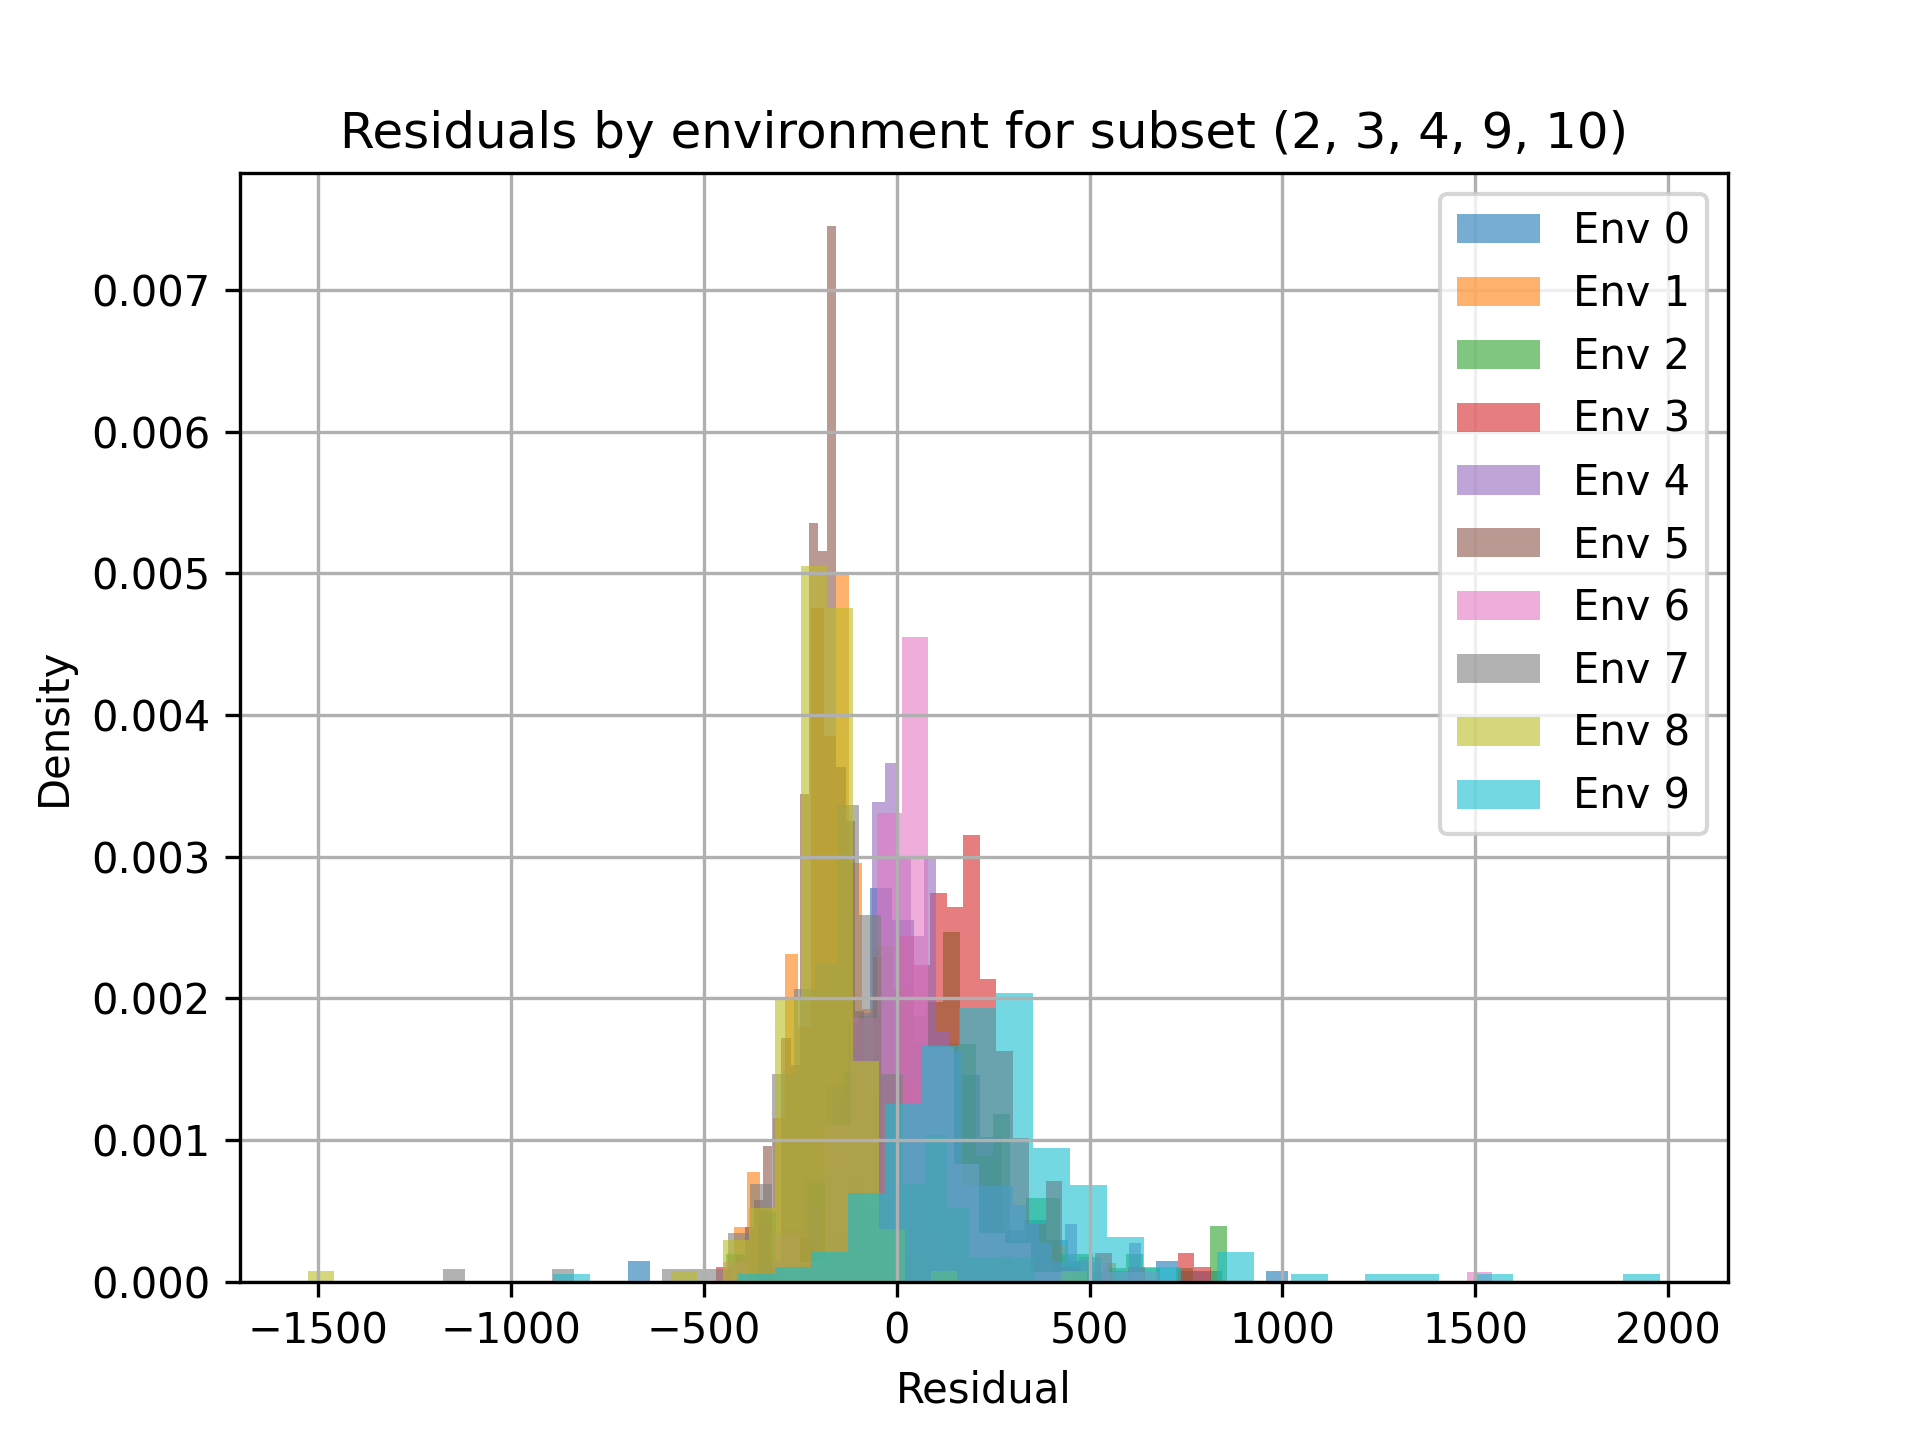 Residuals by environment for subset (2, 3, 4, 9, 10)
Env 0
Env 1
Env 2
Env 3
Env 4
Env 5
Env 6
Env 7
Env 8
Env 9
Density
0.007
0.006
0.005
0.004
0.003
0.002
0.001
0.000
−1500 −1000 −500 0 500 1000 1500 2000
Residual